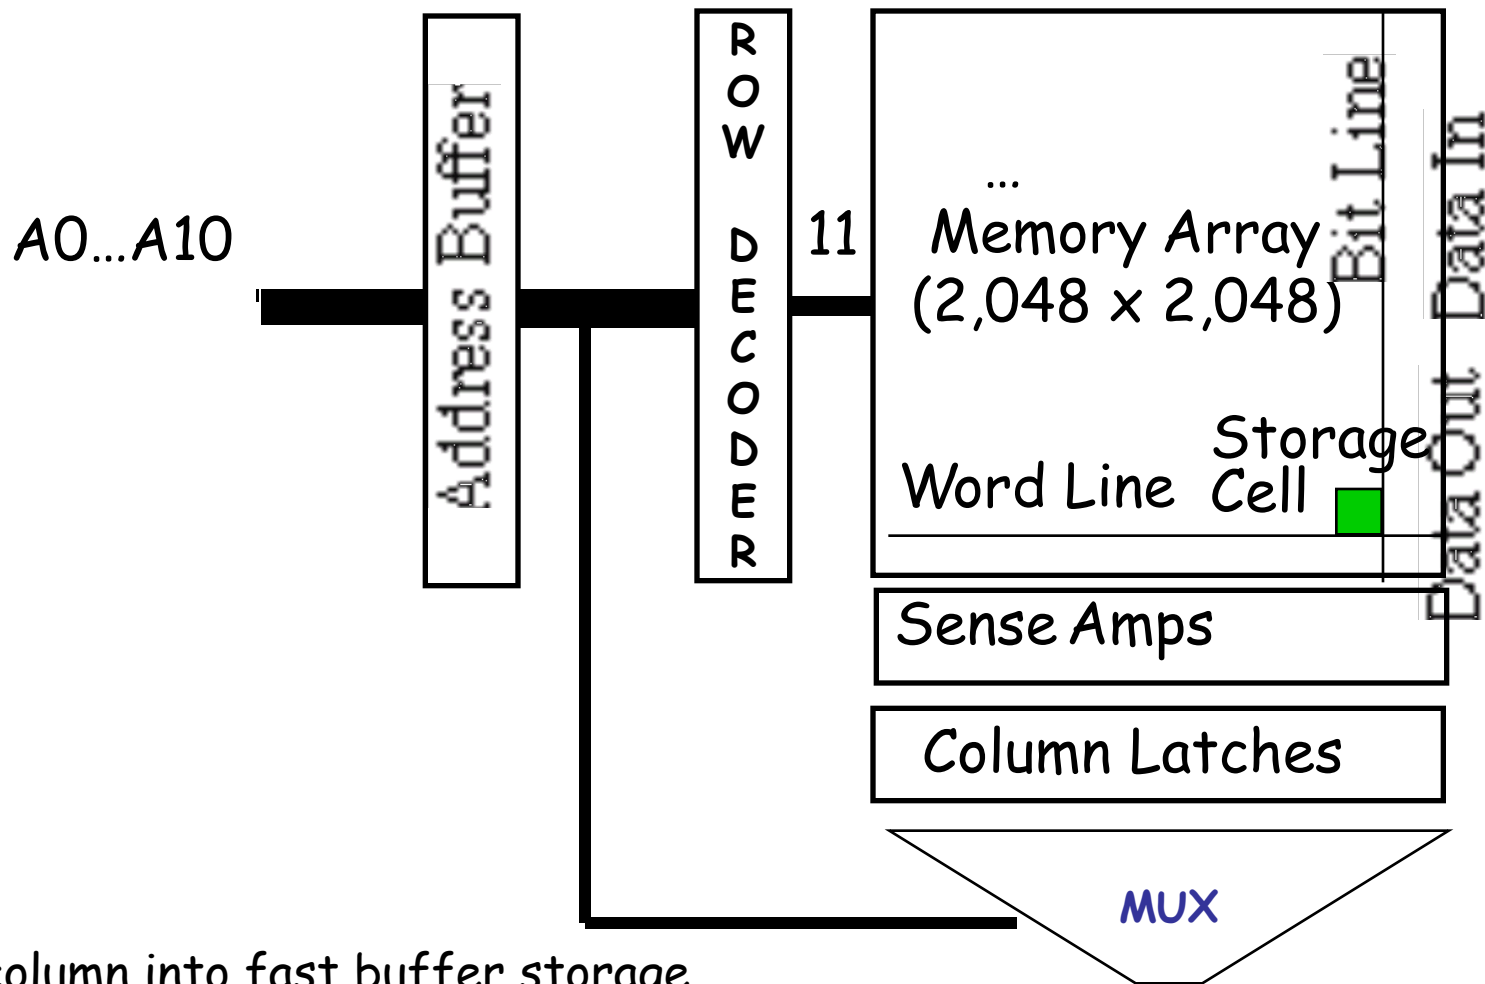 A0…A10
Address Buffer
ROW DECODER
11
...
Memory Array
(2,048 x 2,048)
Bit Line
Data In
Data Out
Word Line
Storage
Cell
Sense Amps
Column Latches
MUX
column into fast buffer storage